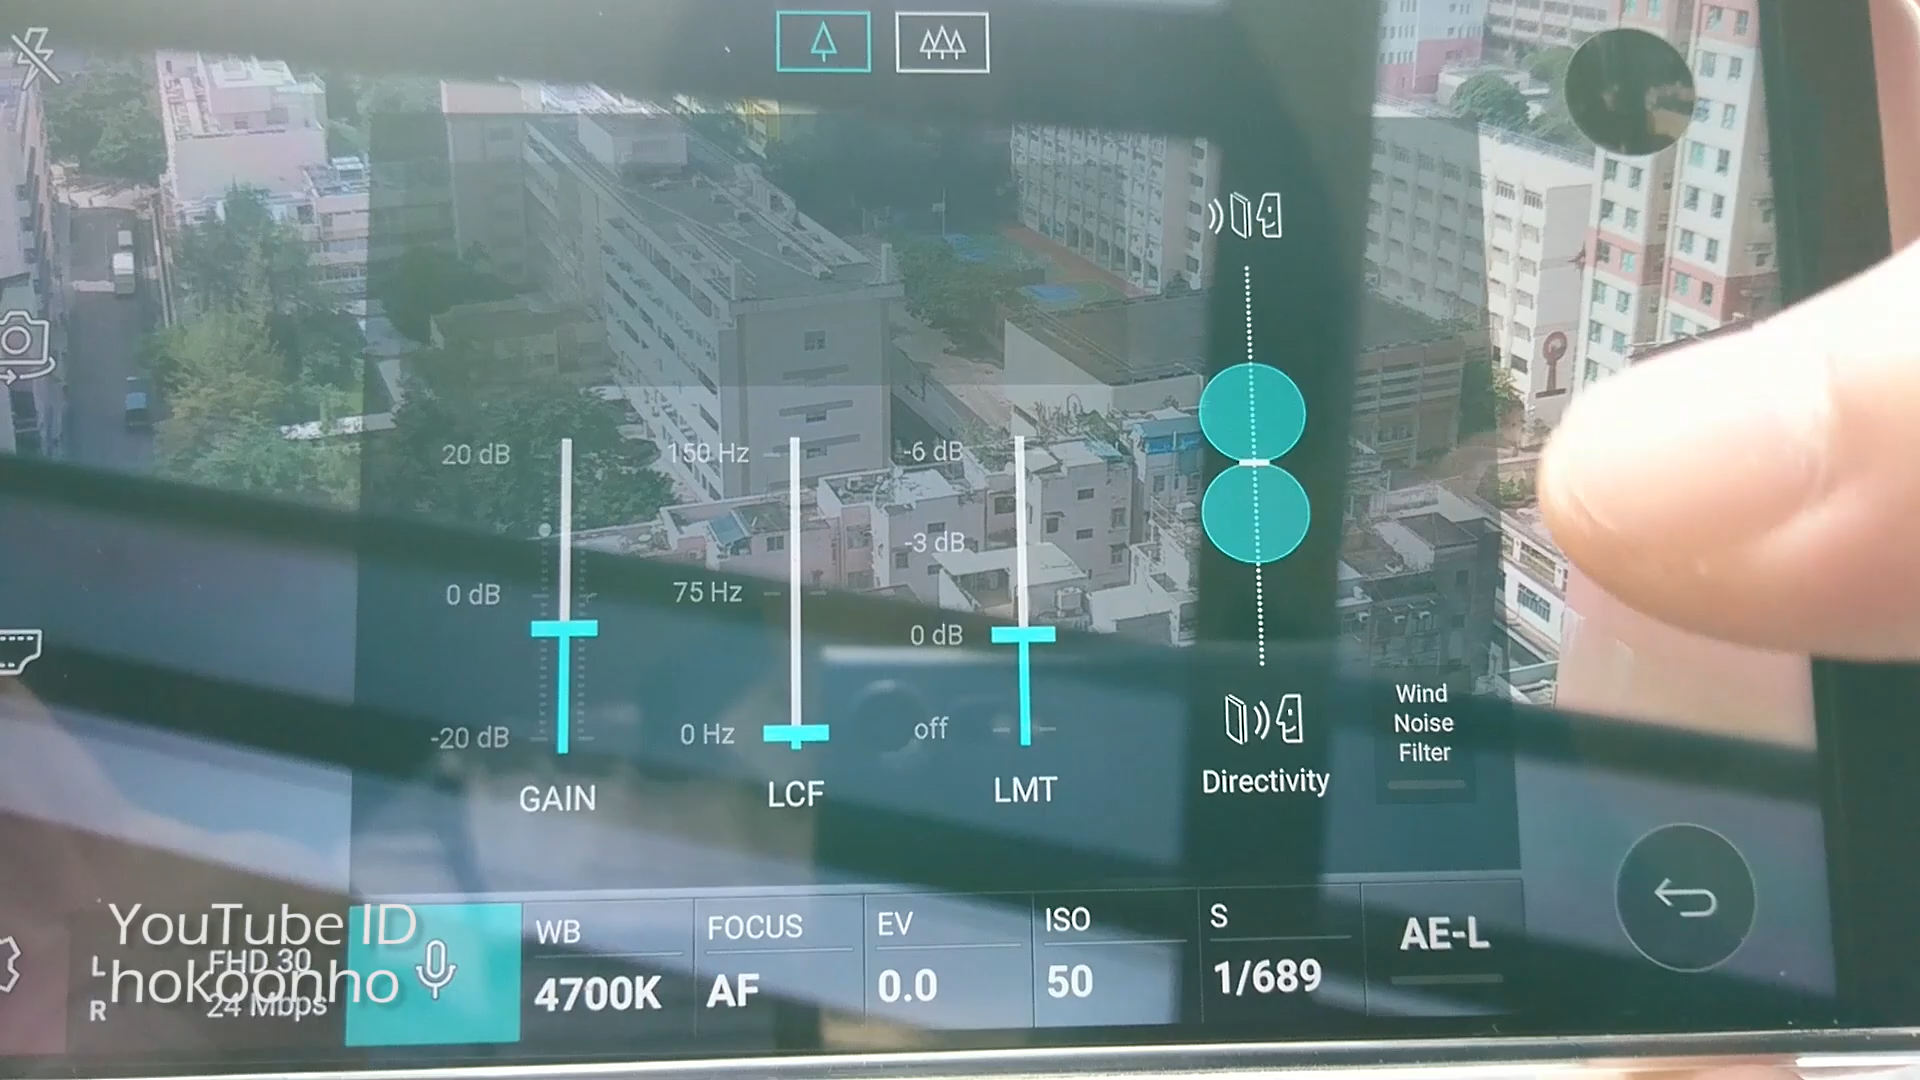 20 dB
0 dB
-20 dB
GAIN
150 Hz
75 Hz
0 Hz
LCF
-6 dB
-3 dB
0 dB
off
LMT
Directivity
Wind
Noise
Filter
YouTube ID
hokoonho
L
R
FHD 30
24 Mbps
WB
4700K
FOCUS
AF
EV
0.0
ISO
50
S
1/689
AE-L